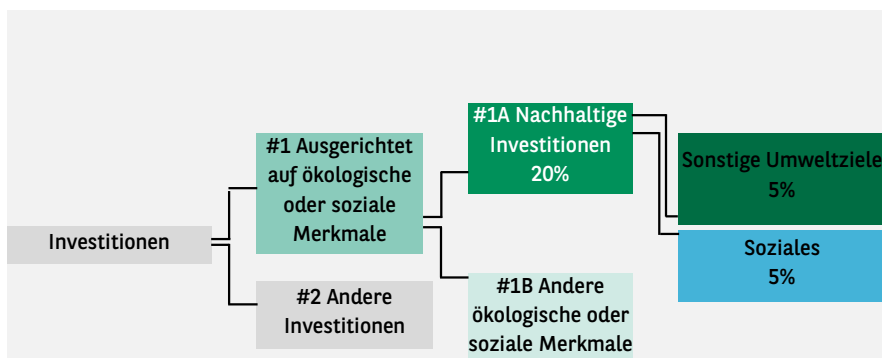 Investitionen
#1 Ausgerichtet
auf ökologische
oder soziale
Merkmale
#2 Andere
Investitionen
#1A Nachhaltige
Investitionen
20%
#1B Andere
ökologische oder
soziale Merkmale
Sonstige Umweltziele
5%
Soziales
5%